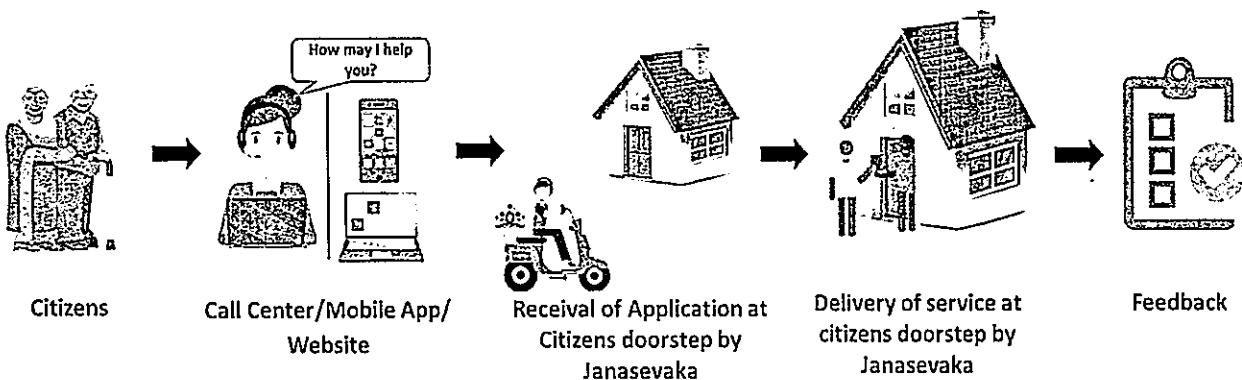 How may I help
you?
Citizens
Call Center/Mobile App/
Website
Receival of Application at
Citizens doorstep by
Janasevaka
Delivery of service at
citizens doorstep by
Janasevaka
Feedback